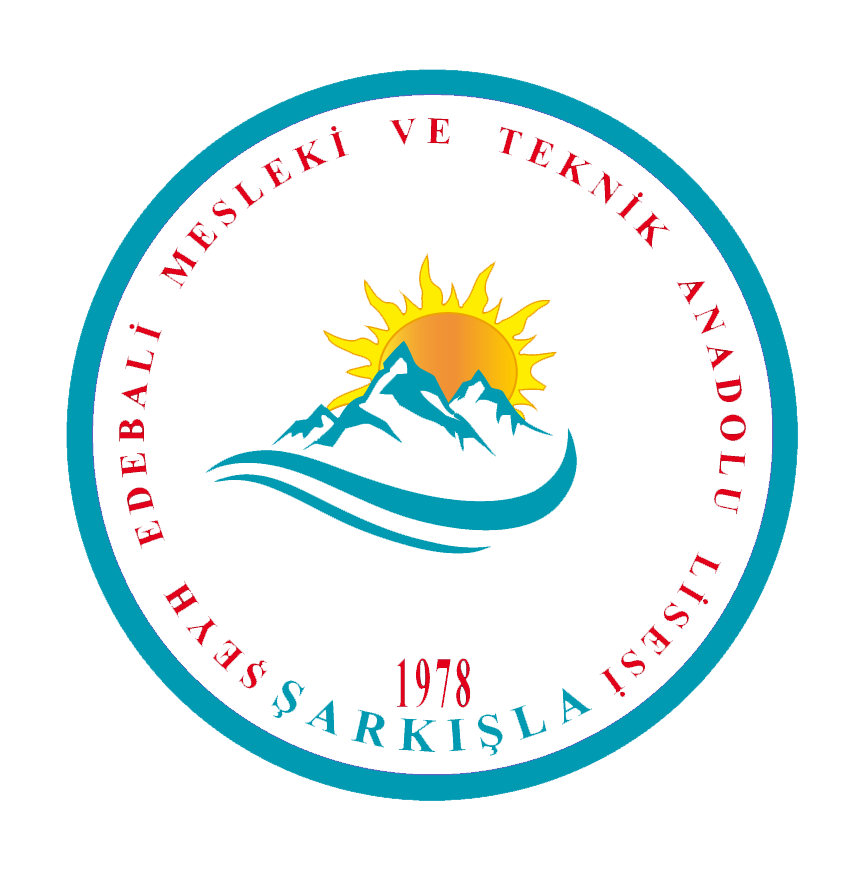 ŞEYH EDEBALİ MESLEKİ VE TEKNİK ANADOLU LİSESİ
1978
ŞARKIŞLA